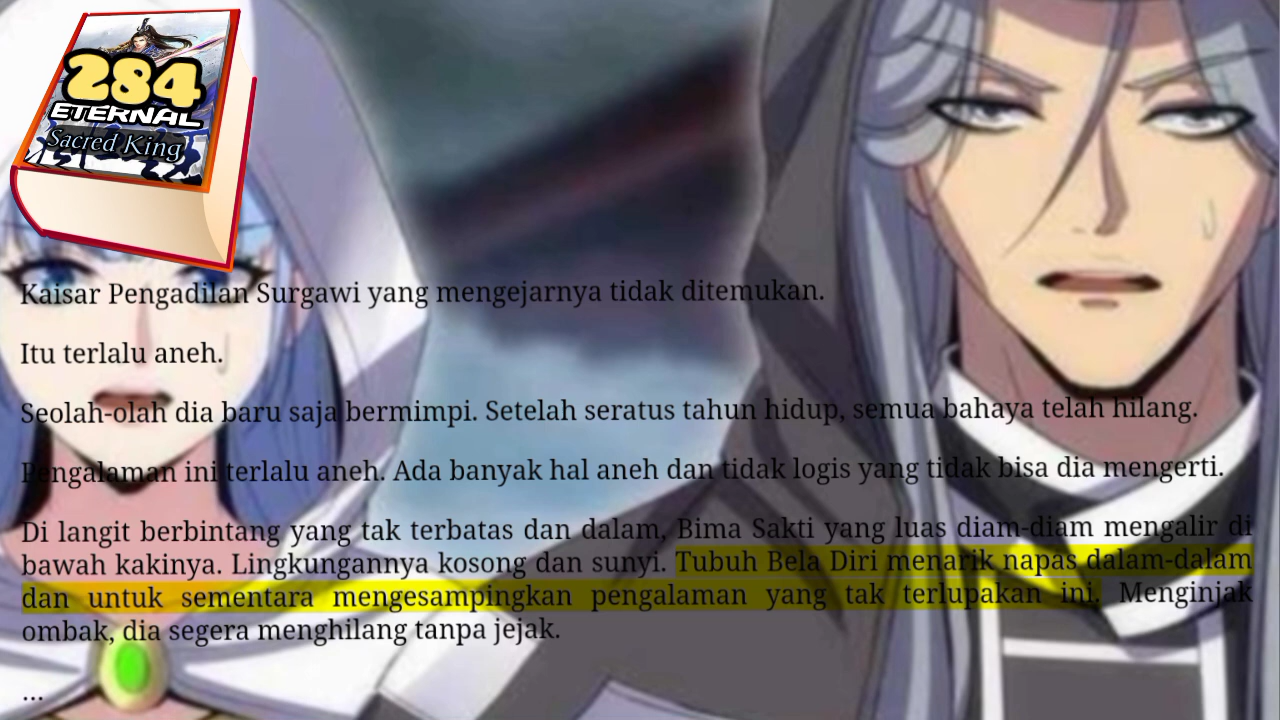 284
ETERNAL
Sacred King
Kaisar Pengadilan Surgawi yang mengejarnya tidak ditemukan.
Itu terlalu aneh.
Seolah-olah dia baru saja bermimpi. Setelah seratus tahun hidup, semua bahaya telah hilang.
Pengalaman ini terlalu aneh. Ada banyak hal aneh dan tidak logis yang tidak bisa dia mengerti.
Di langit berbintang yang tak terbatas dan dalam, Bima Sakti yang luas diam-diam mengalir di
bawah kakinya. Lingkungannya kosong dan sunyi. Tubuh Bela Diri menarik napas dalam-dalam
dan untuk sementara mengesampingkan pengalaman yang tak terlupakan ini. Menginjak
ombak, dia segera menghilang tanpa jejak.
...